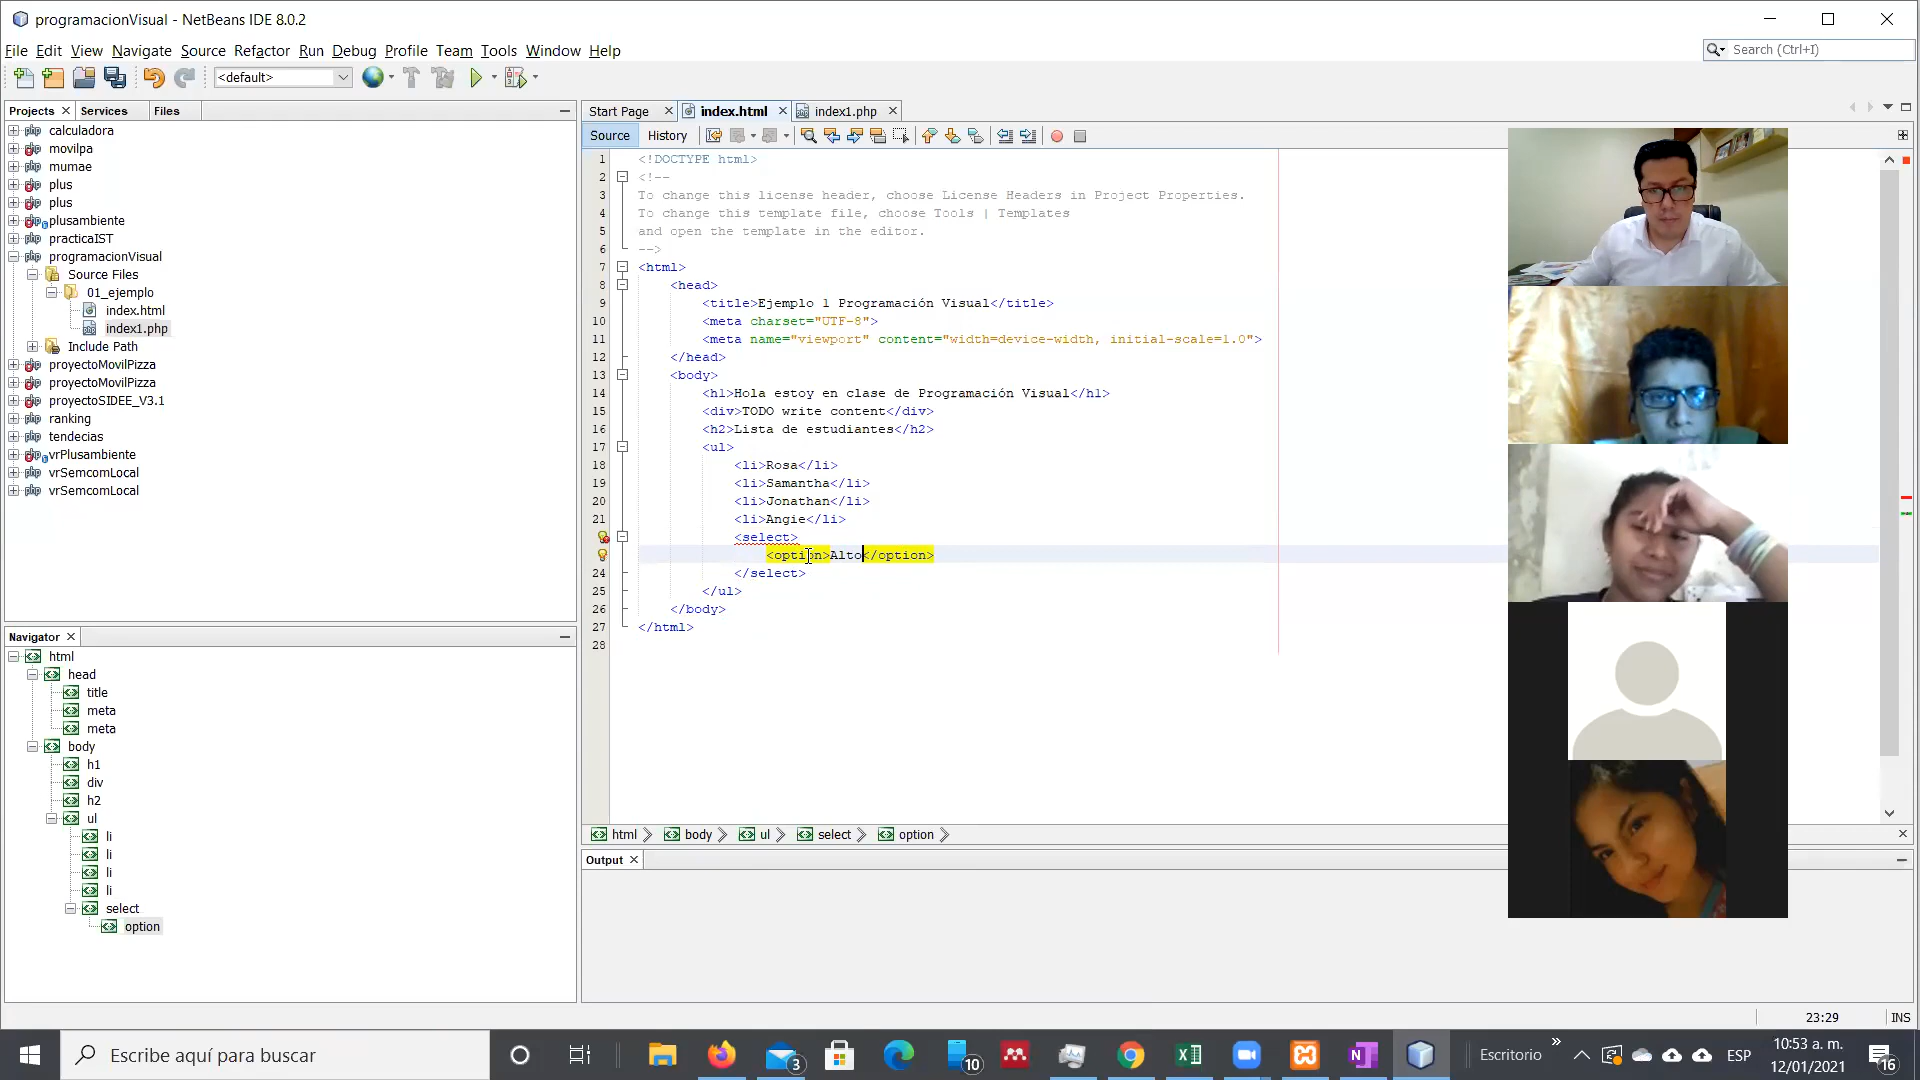 programacionVisual - NetBeans IDE 8.0.2
File Edit View Navigate Source Refactor Run Debug Profile Team Tools Window Help
Search (Ctrl+I)
<default>
Projects Services Files
calculadora
movilpa
mumae
plus
plus
plusambiente
practicaIST
programacionVisual
Source Files
01_ejemplo
index.html
index1.php
Include Path
proyectoMovilPizza
proyectoMovilPizza
proyectoSIDEE_V3.1
ranking
tendecias
vrPlusambiente
vrSemcomLocal
vrSemcomLocal
Navigator
html
head
title
meta
meta
body
h1
div
h2
ul
li
li
li
li
select
option
Start Page index.html index1.php
Source History
1 <!DOCTYPE html>
2 <!--
3 To change this license header, choose License Headers in Project Properties.
4 To change this template file, choose Tools | Templates
5 and open the template in the editor.
6 -->
7 <html>
8 <head>
9 <title>Ejemplo 1 Programación Visual</title>
10 <meta charset="UTF-8">
11 <meta name="viewport" content="width=device-width, initial-scale=1.0">
12 </head>
13 <body>
14 <h1>Hola estoy en clase de Programación Visual</h1>
15 <div>TODO write content</div>
16 <h2>Lista de estudiantes</h2>
17 <ul>
18 <li>Rosa</li>
19 <li>Samantha</li>
20 <li>Jonathan</li>
21 <li>Angie</li>
<select>
<option>Alto</option>
24 </select>
25 </ul>
26 </body>
27 </html>
28
html body ul select option
Output
23:29 INS
Escribe aquí para buscar
3
10
Escritorio
ESP
10:53 a. m.
12/01/2021
16